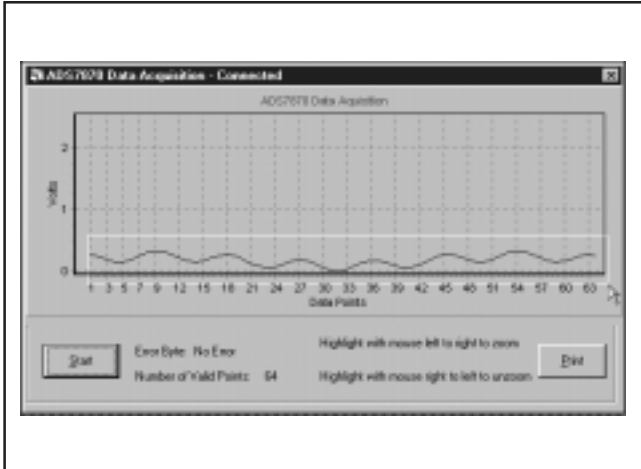 ADS7870 Data Acquisition - Connected
ADS7870 Data Aquisition
2
Volts
1
0
1 3 5 7 9 12 15 18 21 24 27 30 33 36 39 42 45 48 51 54 57 60 63
Data Points
Start
Error Byte: No Error
Number of Valid Points: 64
Highlight with mouse left to right to zoom
Highlight with mouse right to left to unzoom
Print